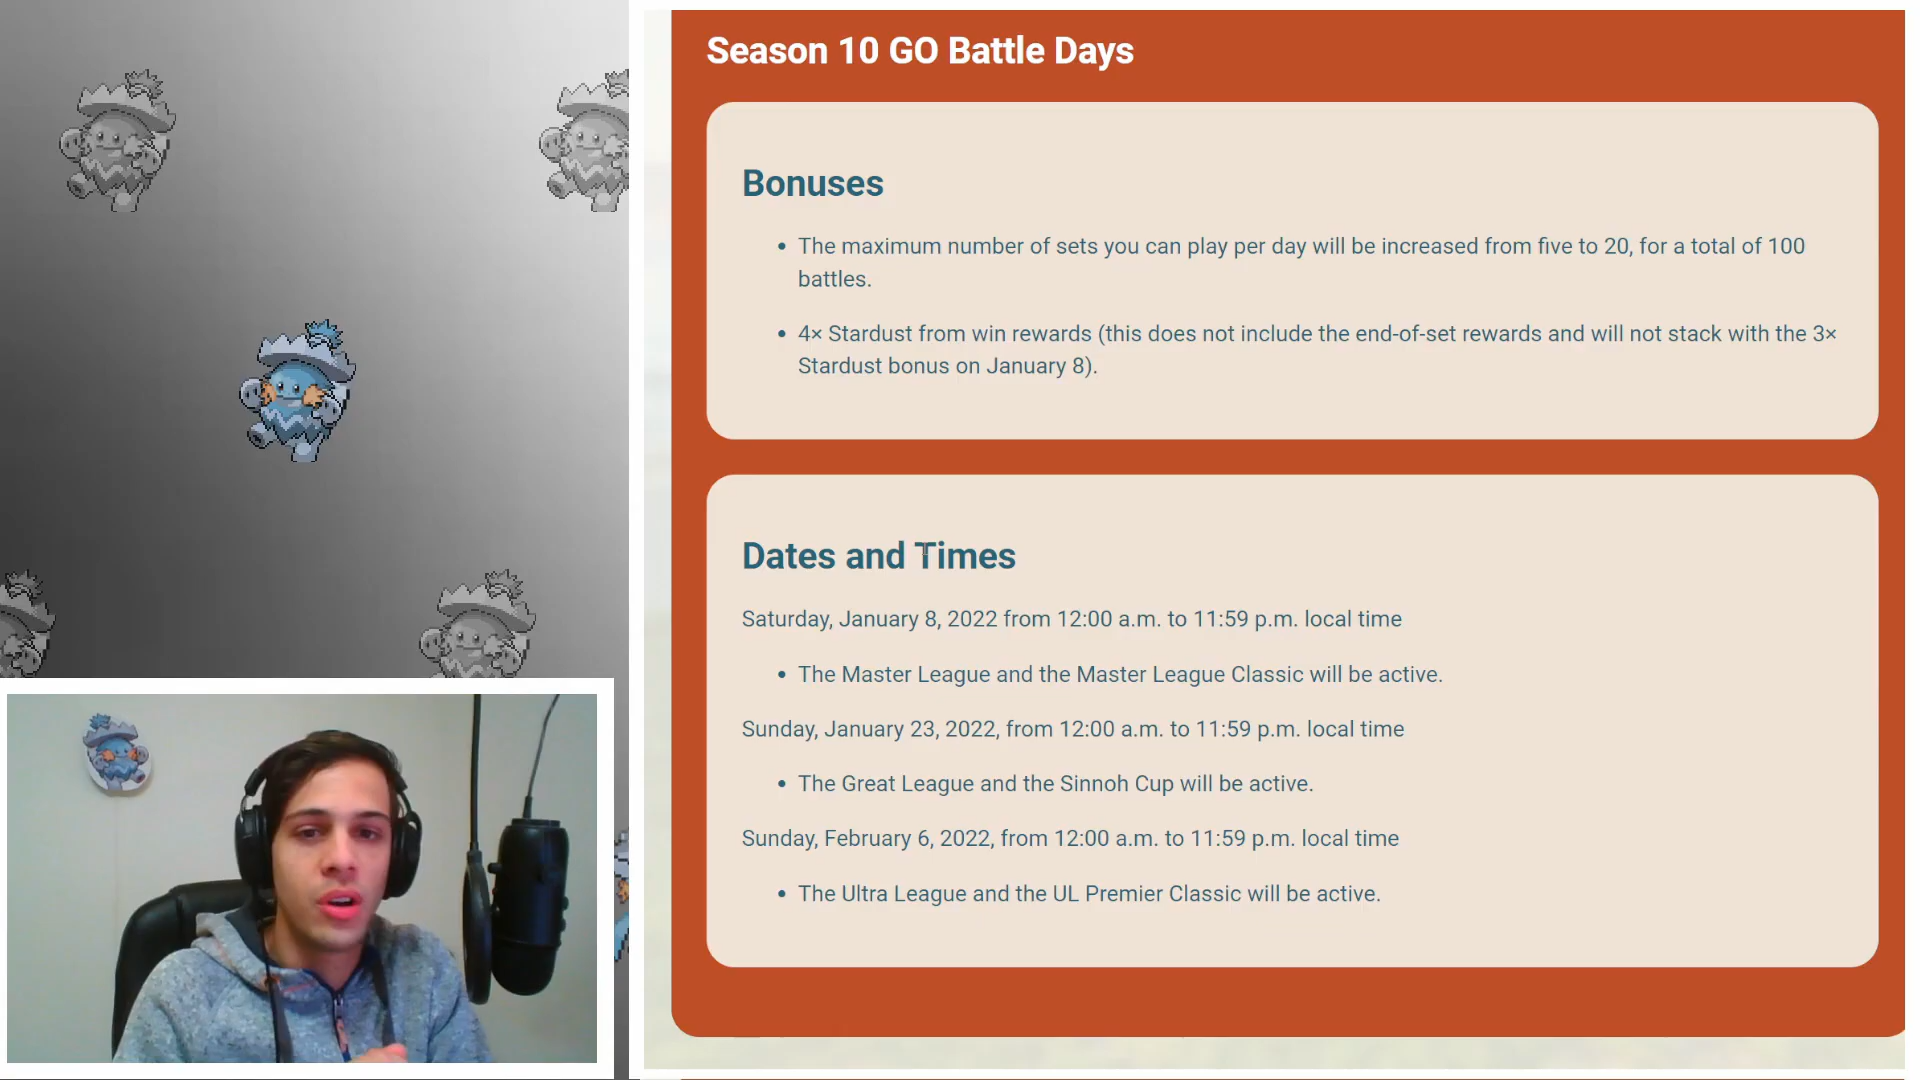 Season 10 GO Battle Days
Bonuses
• The maximum number of sets you can play per day will be increased from five to 20, for a total of 100
battles.
• 4× Stardust from win rewards (this does not include the end-of-set rewards and will not stack with the 3×
Stardust bonus on January 8).
Dates and Times
Saturday, January 8, 2022 from 12:00 a.m. to 11:59 p.m. local time
• The Master League and the Master League Classic will be active.
Sunday, January 23, 2022, from 12:00 a.m. to 11:59 p.m. local time
• The Great League and the Sinnoh Cup will be active.
Sunday, February 6, 2022, from 12:00 a.m. to 11:59 p.m. local time
• The Ultra League and the UL Premier Classic will be active.